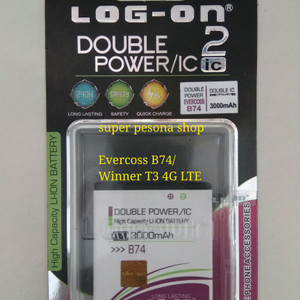 LOG-ON®
DOUBLE
POWER/IC
2
ic
DOUBLE
POWER
EVERCOSS
B74
DOUBLE IC
3000mAh
LONG LASTING
SAFETY
QUICK CHARGE
super pesona shop
Evercoss B74/
Winner T3 4G LTE
High Capacity LI-ION BATTERY
DOUBLE POWER/IC
High Capacity LI-ION BATTERY
3000mAh
>>> B74
PHONE ACCESSORIES